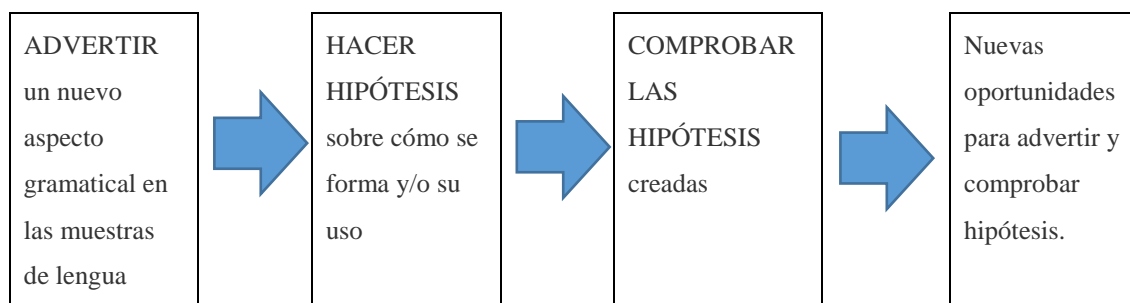 ADVERTIR
un nuevo
aspecto
gramatical en
las muestras
de lengua
HACER
HIPÓTESIS
sobre cómo se
forma y/o su
uso
COMPROBAR
LAS
HIPÓTESIS
creadas
Nuevas
oportunidades
para advertir y
comprobar
hipótesis.